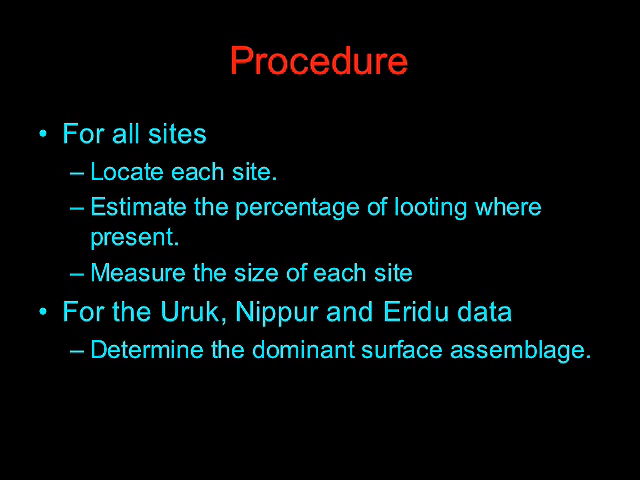 Procedure
• For all sites
– Locate each site.
– Estimate the percentage of looting where
present.
– Measure the size of each site
• For the Uruk, Nippur and Eridu data
– Determine the dominant surface assemblage.